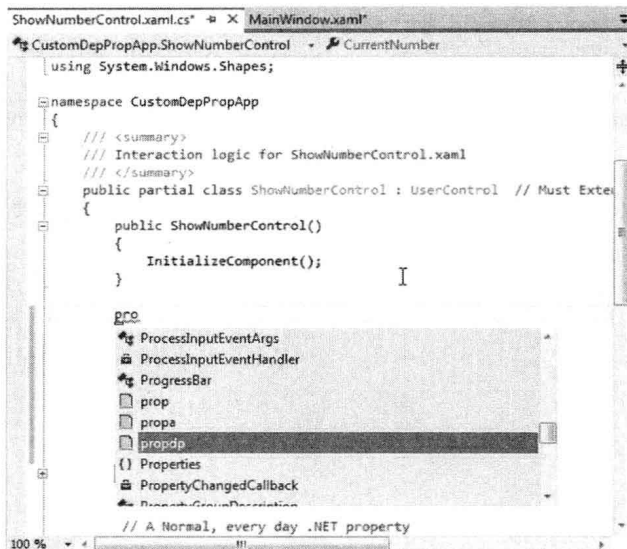 ShowNumberControl.xaml.cs* MainWindow.xaml*
CustomDepPropApp.ShowNumberControl CurrentNumber
using System.Windows.Shapes;
namespace CustomDepPropApp
{
/// <summary>
/// Interaction logic for ShowNumberControl.xaml
/// </summary>
public partial class ShowNumberControl : UserControl // Must Exte
{
public ShowNumberControl()
{
InitializeComponent();
}
pro
ProcessInputEventArgs
ProcessInputEventHandler
ProgressBar
prop
propa
propdp
{} Properties
PropertyChangedCallback
PropertyGroupDescription
// A Normal, every day .NET property
100 %